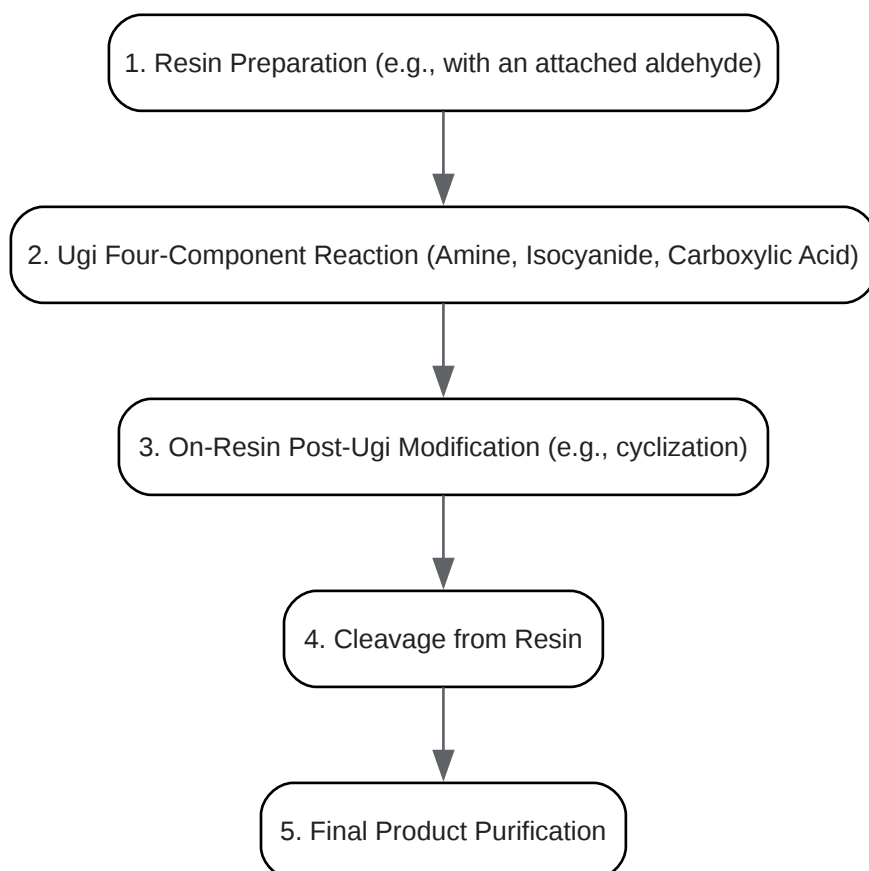 1. Resin Preparation (e.g., with an attached aldehyde)
2. Ugi Four-Component Reaction (Amine, Isocyanide, Carboxylic Acid)
3. On-Resin Post-Ugi Modification (e.g., cyclization)
4. Cleavage from Resin
5. Final Product Purification